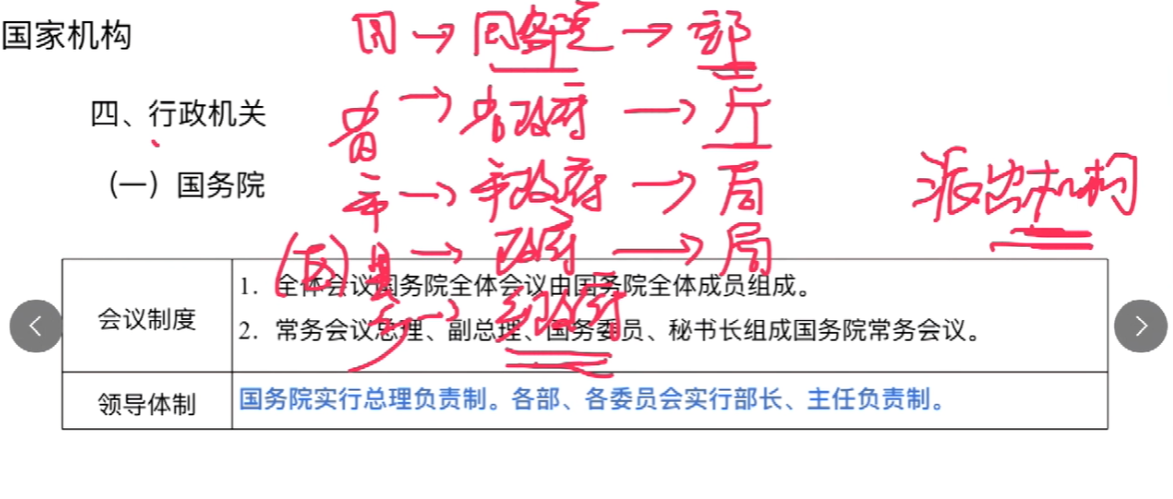 国家机构
国→国务院→部
四、行政机关
省→省政府→厅
（一）国务院
市→市政府→局
派出机构
(区)县→政府→局
乡→乡政府
会议制度
1. 全体会议国务院全体会议由国务院全体成员组成。
2. 常务会议总理、副总理、国务委员、秘书长组成国务院常务会议。
领导体制
国务院实行总理负责制。各部、各委员会实行部长、主任负责制。